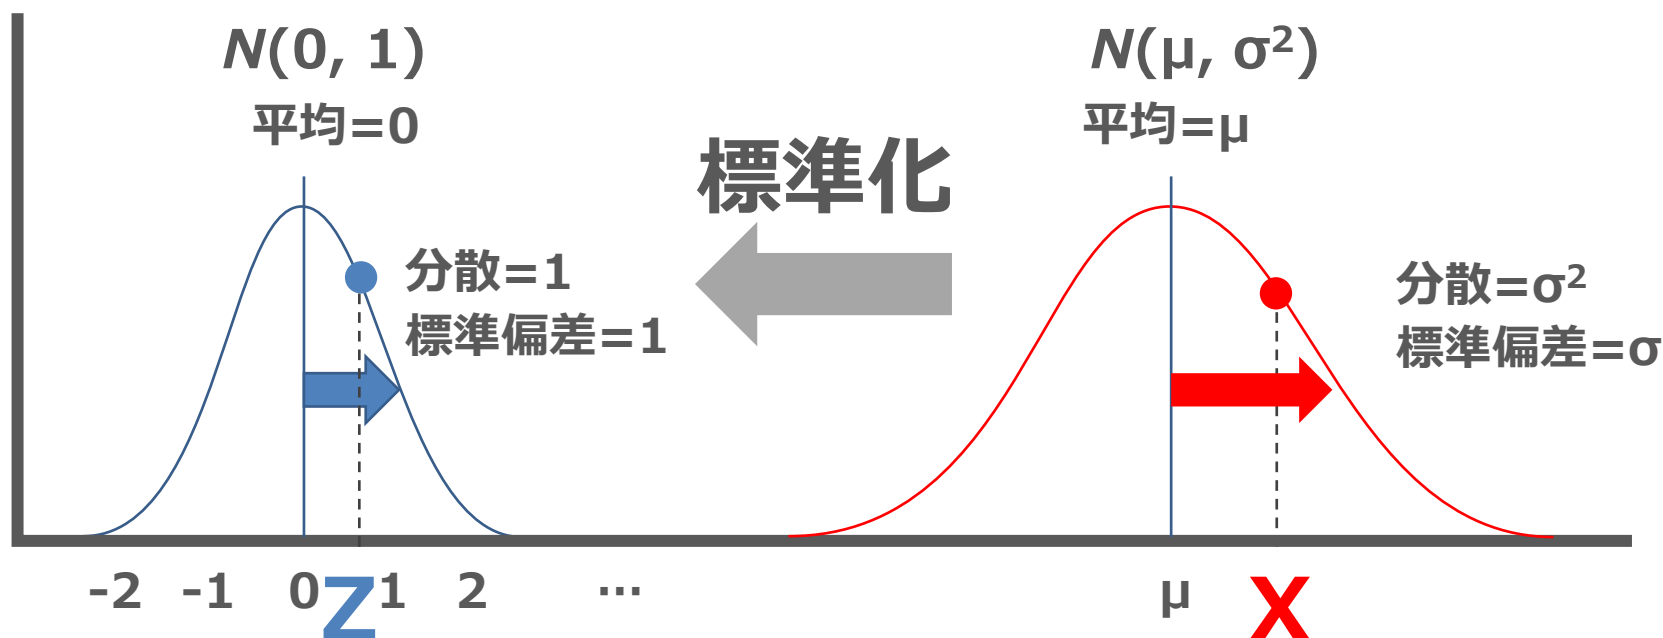 N(0, 1)
平均=0
分散=1
標準偏差=1
標準化
N(μ, σ²)
平均=μ
分散=σ²
標準偏差=σ
-2 -1 0 Z 1 2 … μ X